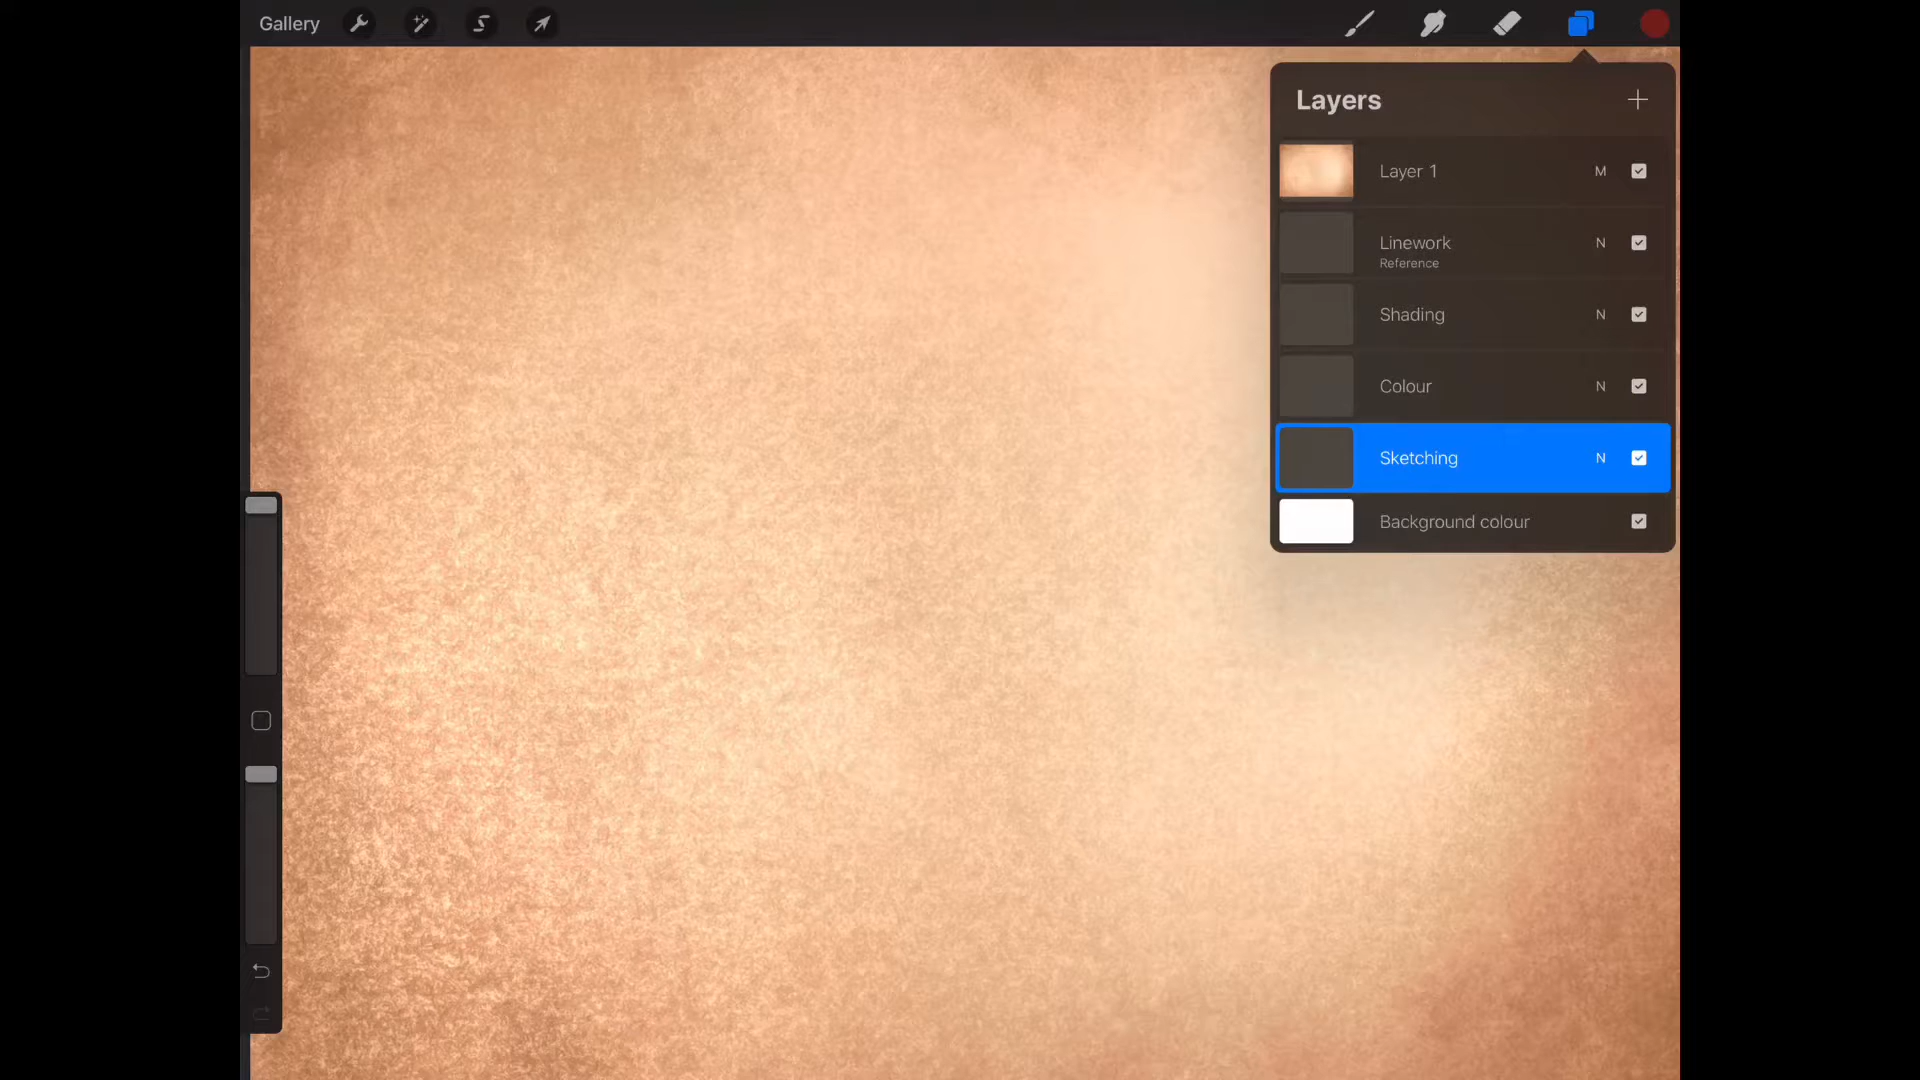 Gallery
Layers
Layer 1 M
Linework N
Reference
Shading N
Colour N
Sketching N
Background colour